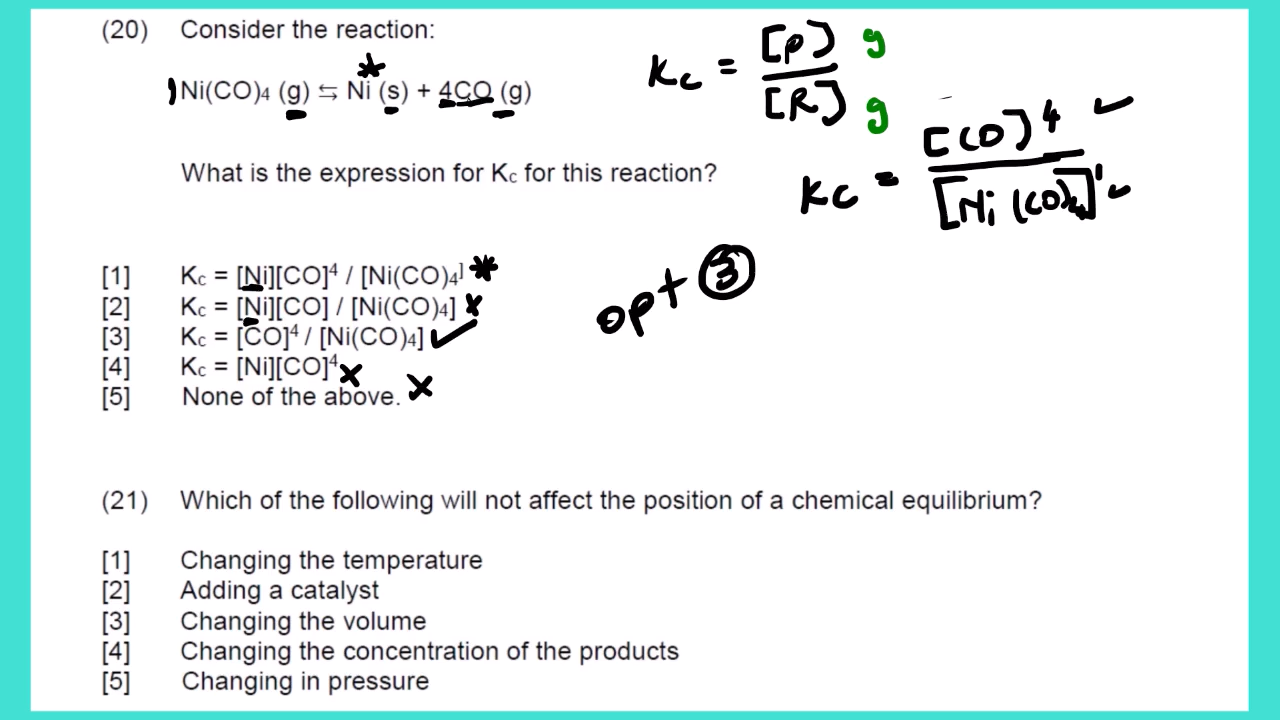 (20) Consider the reaction:
1Ni(CO)₄ (g) ⇆ Ni (s) + 4CO (g)
*
What is the expression for Kc for this reaction?
[1] Kc = [Ni][CO]⁴ / [Ni(CO)₄] *
[2] Kc = [Ni][CO] / [Ni(CO)₄] x
[3] Kc = [CO]⁴ / [Ni(CO)₄] ✓
[4] Kc = [Ni][CO]⁴ x
[5] None of the above. x
Kc = [P] g
[R] g
Kc = [CO]⁴ ✓
[Ni(CO)₄]¹ ✓
opt ③
(21) Which of the following will not affect the position of a chemical equilibrium?
[1] Changing the temperature
[2] Adding a catalyst
[3] Changing the volume
[4] Changing the concentration of the products
[5] Changing in pressure